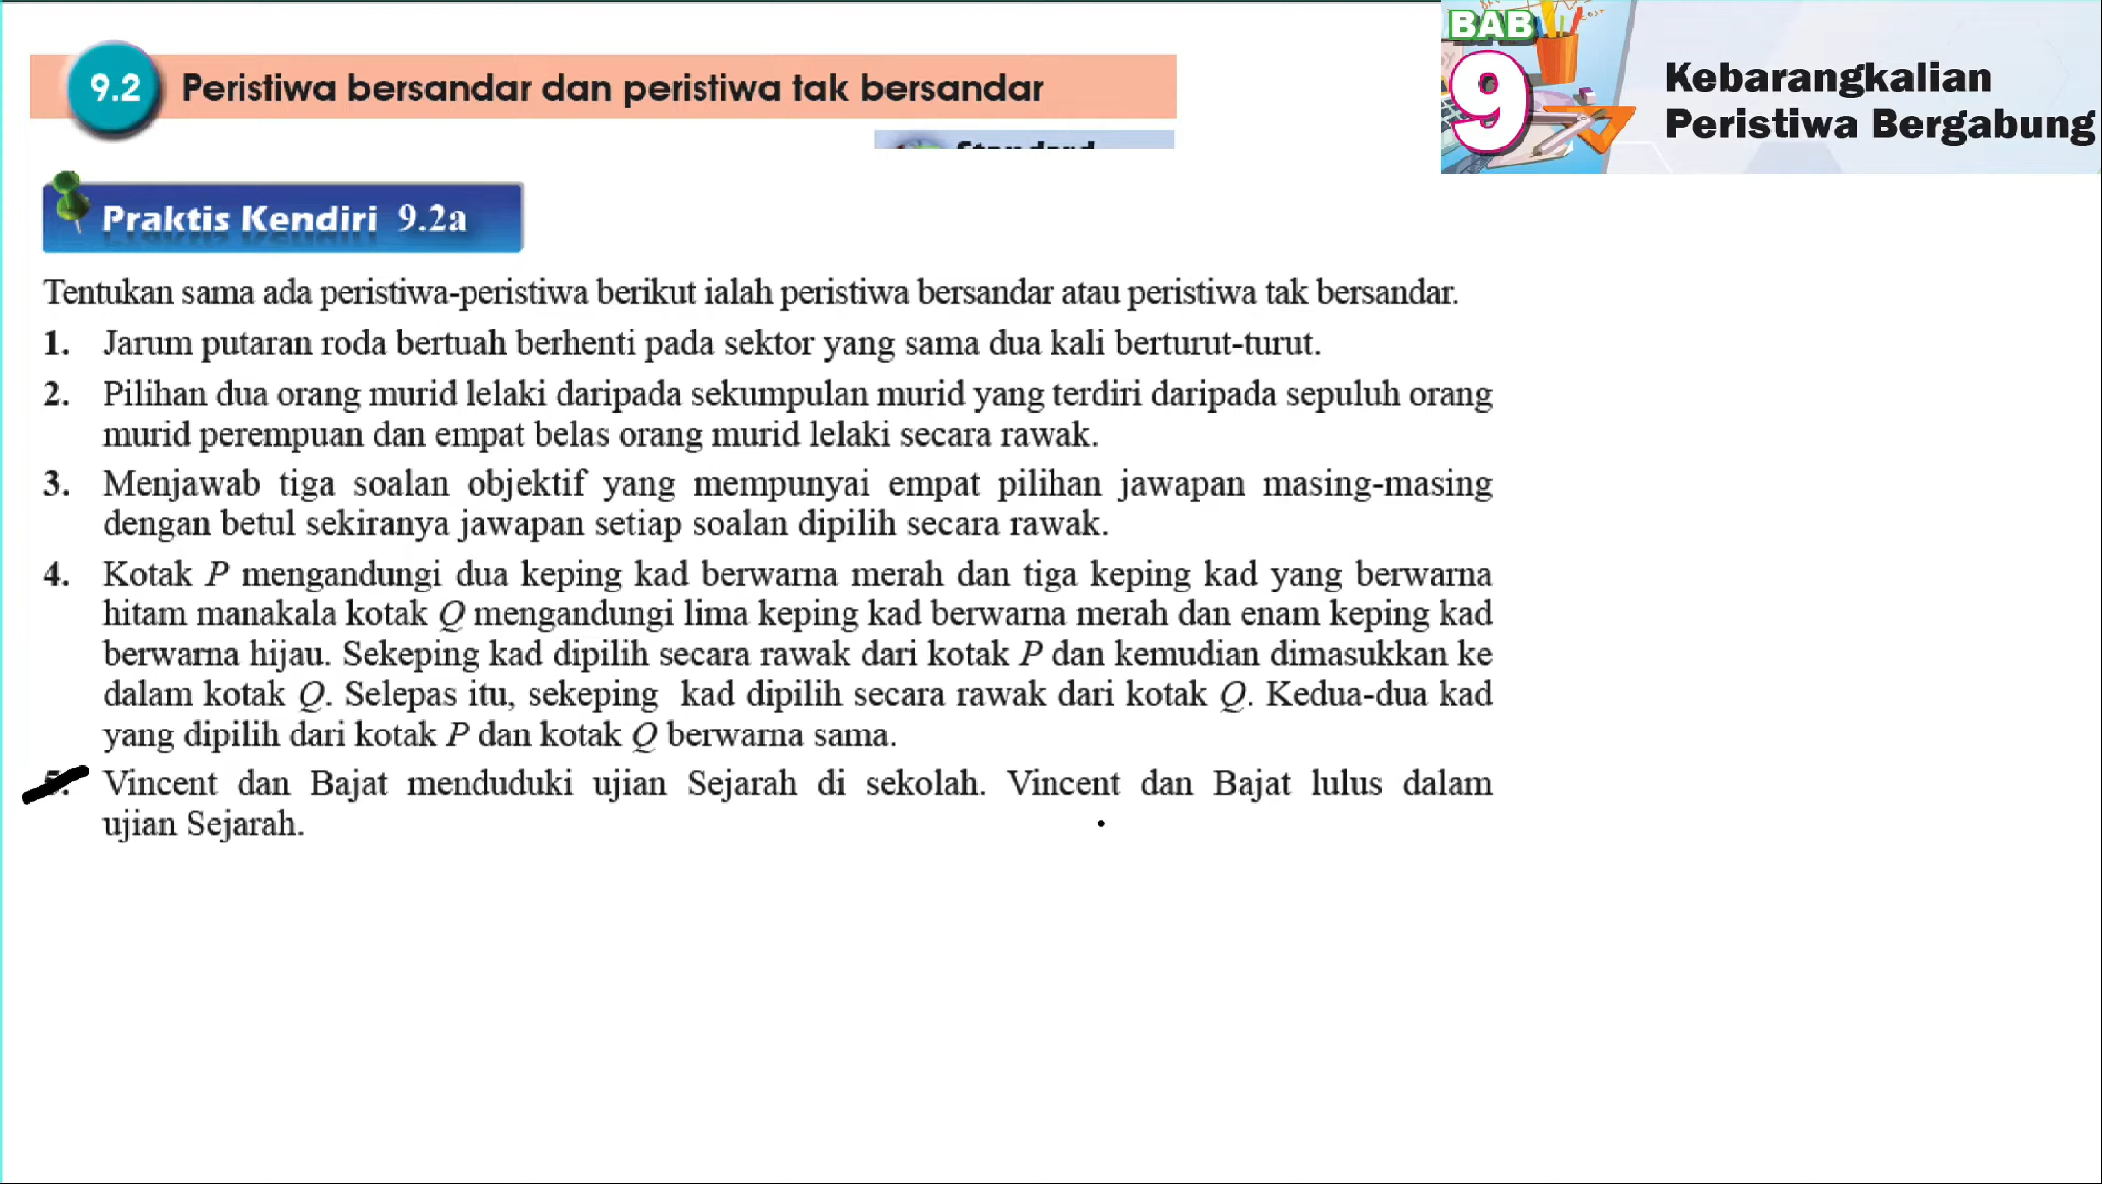 BAB
9
Kebarangkalian
Peristiwa Bergabung
9.2 Peristiwa bersandar dan peristiwa tak bersandar
Praktis Kendiri 9.2a
Tentukan sama ada peristiwa-peristiwa berikut ialah peristiwa bersandar atau peristiwa tak bersandar.
1. Jarum putaran roda bertuah berhenti pada sektor yang sama dua kali berturut-turut.
2. Pilihan dua orang murid lelaki daripada sekumpulan murid yang terdiri daripada sepuluh orang
murid perempuan dan empat belas orang murid lelaki secara rawak.
3. Menjawab tiga soalan objektif yang mempunyai empat pilihan jawapan masing-masing
dengan betul sekiranya jawapan setiap soalan dipilih secara rawak.
4. Kotak P mengandungi dua keping kad berwarna merah dan tiga keping kad yang berwarna
hitam manakala kotak Q mengandungi lima keping kad berwarna merah dan enam keping kad
berwarna hijau. Sekeping kad dipilih secara rawak dari kotak P dan kemudian dimasukkan ke
dalam kotak Q. Selepas itu, sekeping kad dipilih secara rawak dari kotak Q. Kedua-dua kad
yang dipilih dari kotak P dan kotak Q berwarna sama.
Vincent dan Bajat menduduki ujian Sejarah di sekolah. Vincent dan Bajat lulus dalam
ujian Sejarah.